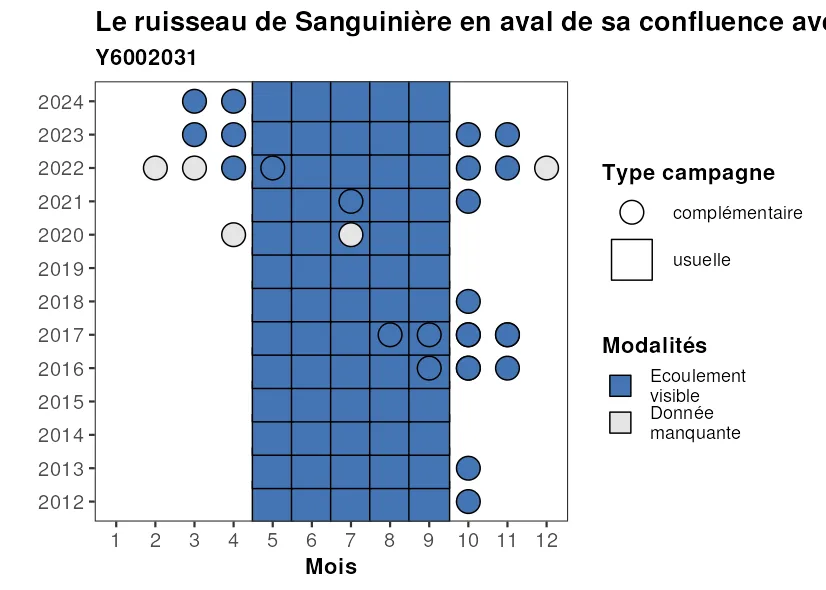 Le ruisseau de Sanguinière en aval de sa confluence ave
Y6002031
2024
2023
2022
2021
2020
2019
2018
2017
2016
2015
2014
2013
2012
1 2 3 4 5 6 7 8 9 10 11 12
Mois
Type campagne
complémentaire
usuelle
Modalités
Ecoulement
visible
Donnée
manquante